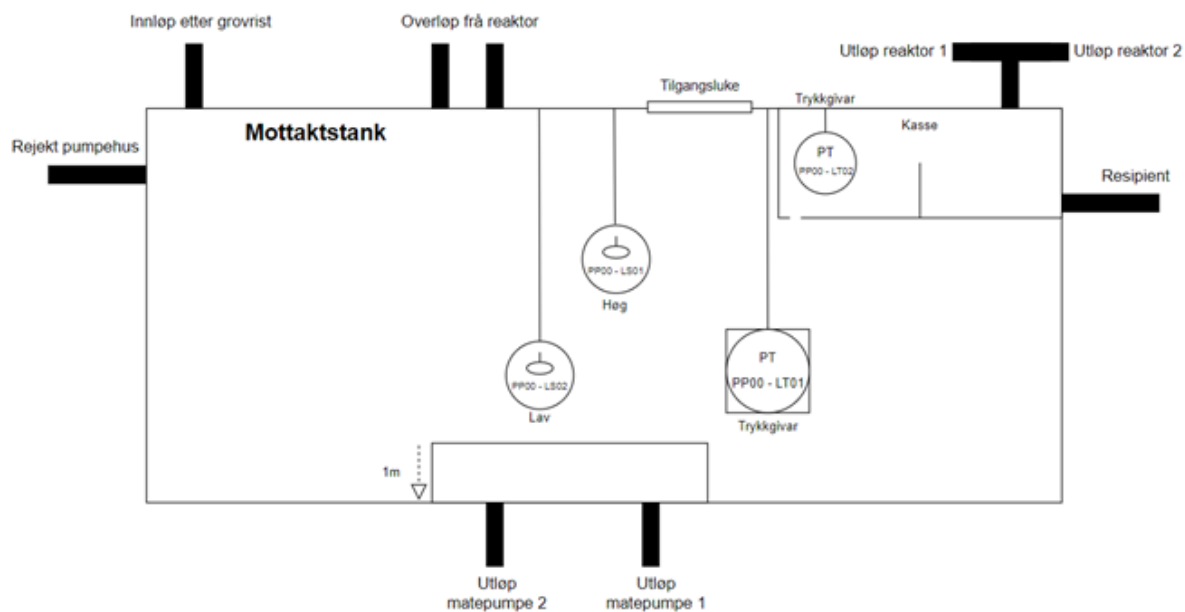 Innløp etter grovrist
Overløp frå reaktor
Utløp reaktor 1
Utløp reaktor 2
Tilgangsluke
Trykkgivar
Kasse
Mottaktstank
Rejekt pumpehus
PT
PP00 - LT02
Resipient
PP00 - LS01
Høg
PP00 - LS02
Lav
PT
PP00 - LT01
Trykkgivar
1m
Utløp
matepumpe 2
Utløp
matepumpe 1